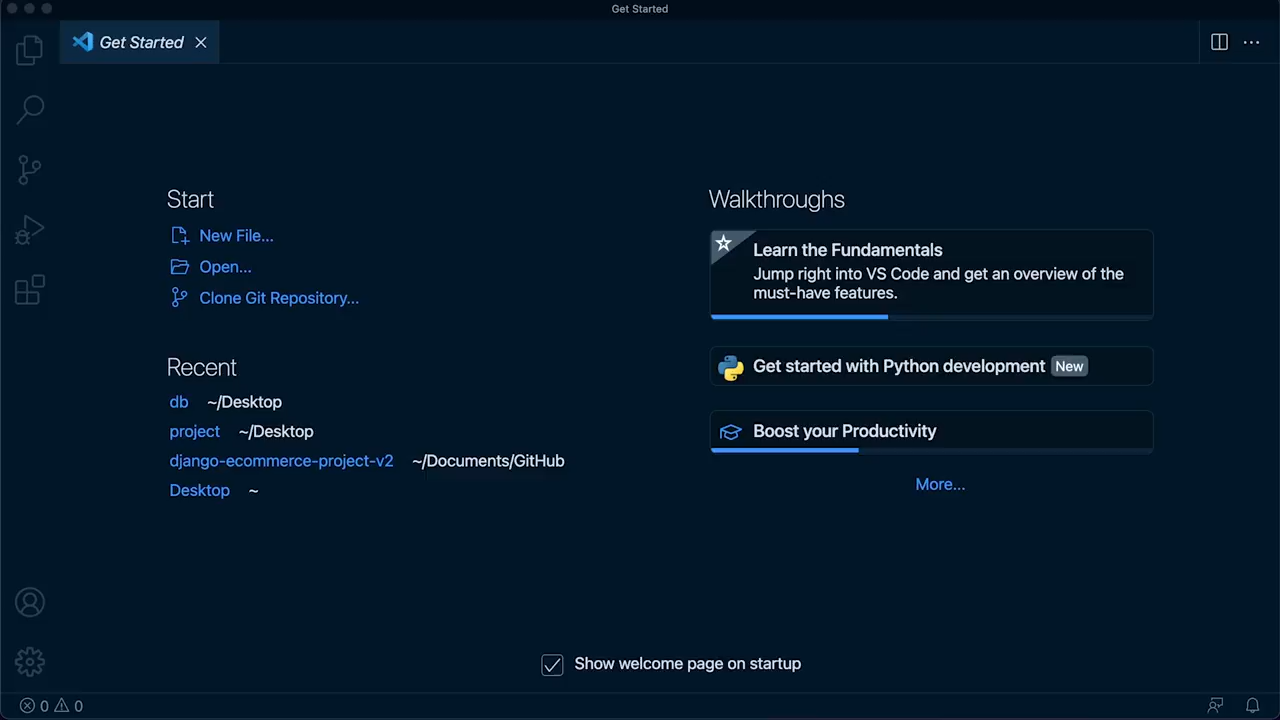 Get Started
Get Started
Start
New File...
Open...
Clone Git Repository...
Recent
db ~/Desktop
project ~/Desktop
django-ecommerce-project-v2 ~/Documents/GitHub
Desktop ~
Walkthroughs
Learn the Fundamentals
Jump right into VS Code and get an overview of the
must-have features.
Get started with Python development New
Boost your Productivity
More...
Show welcome page on startup
0 0